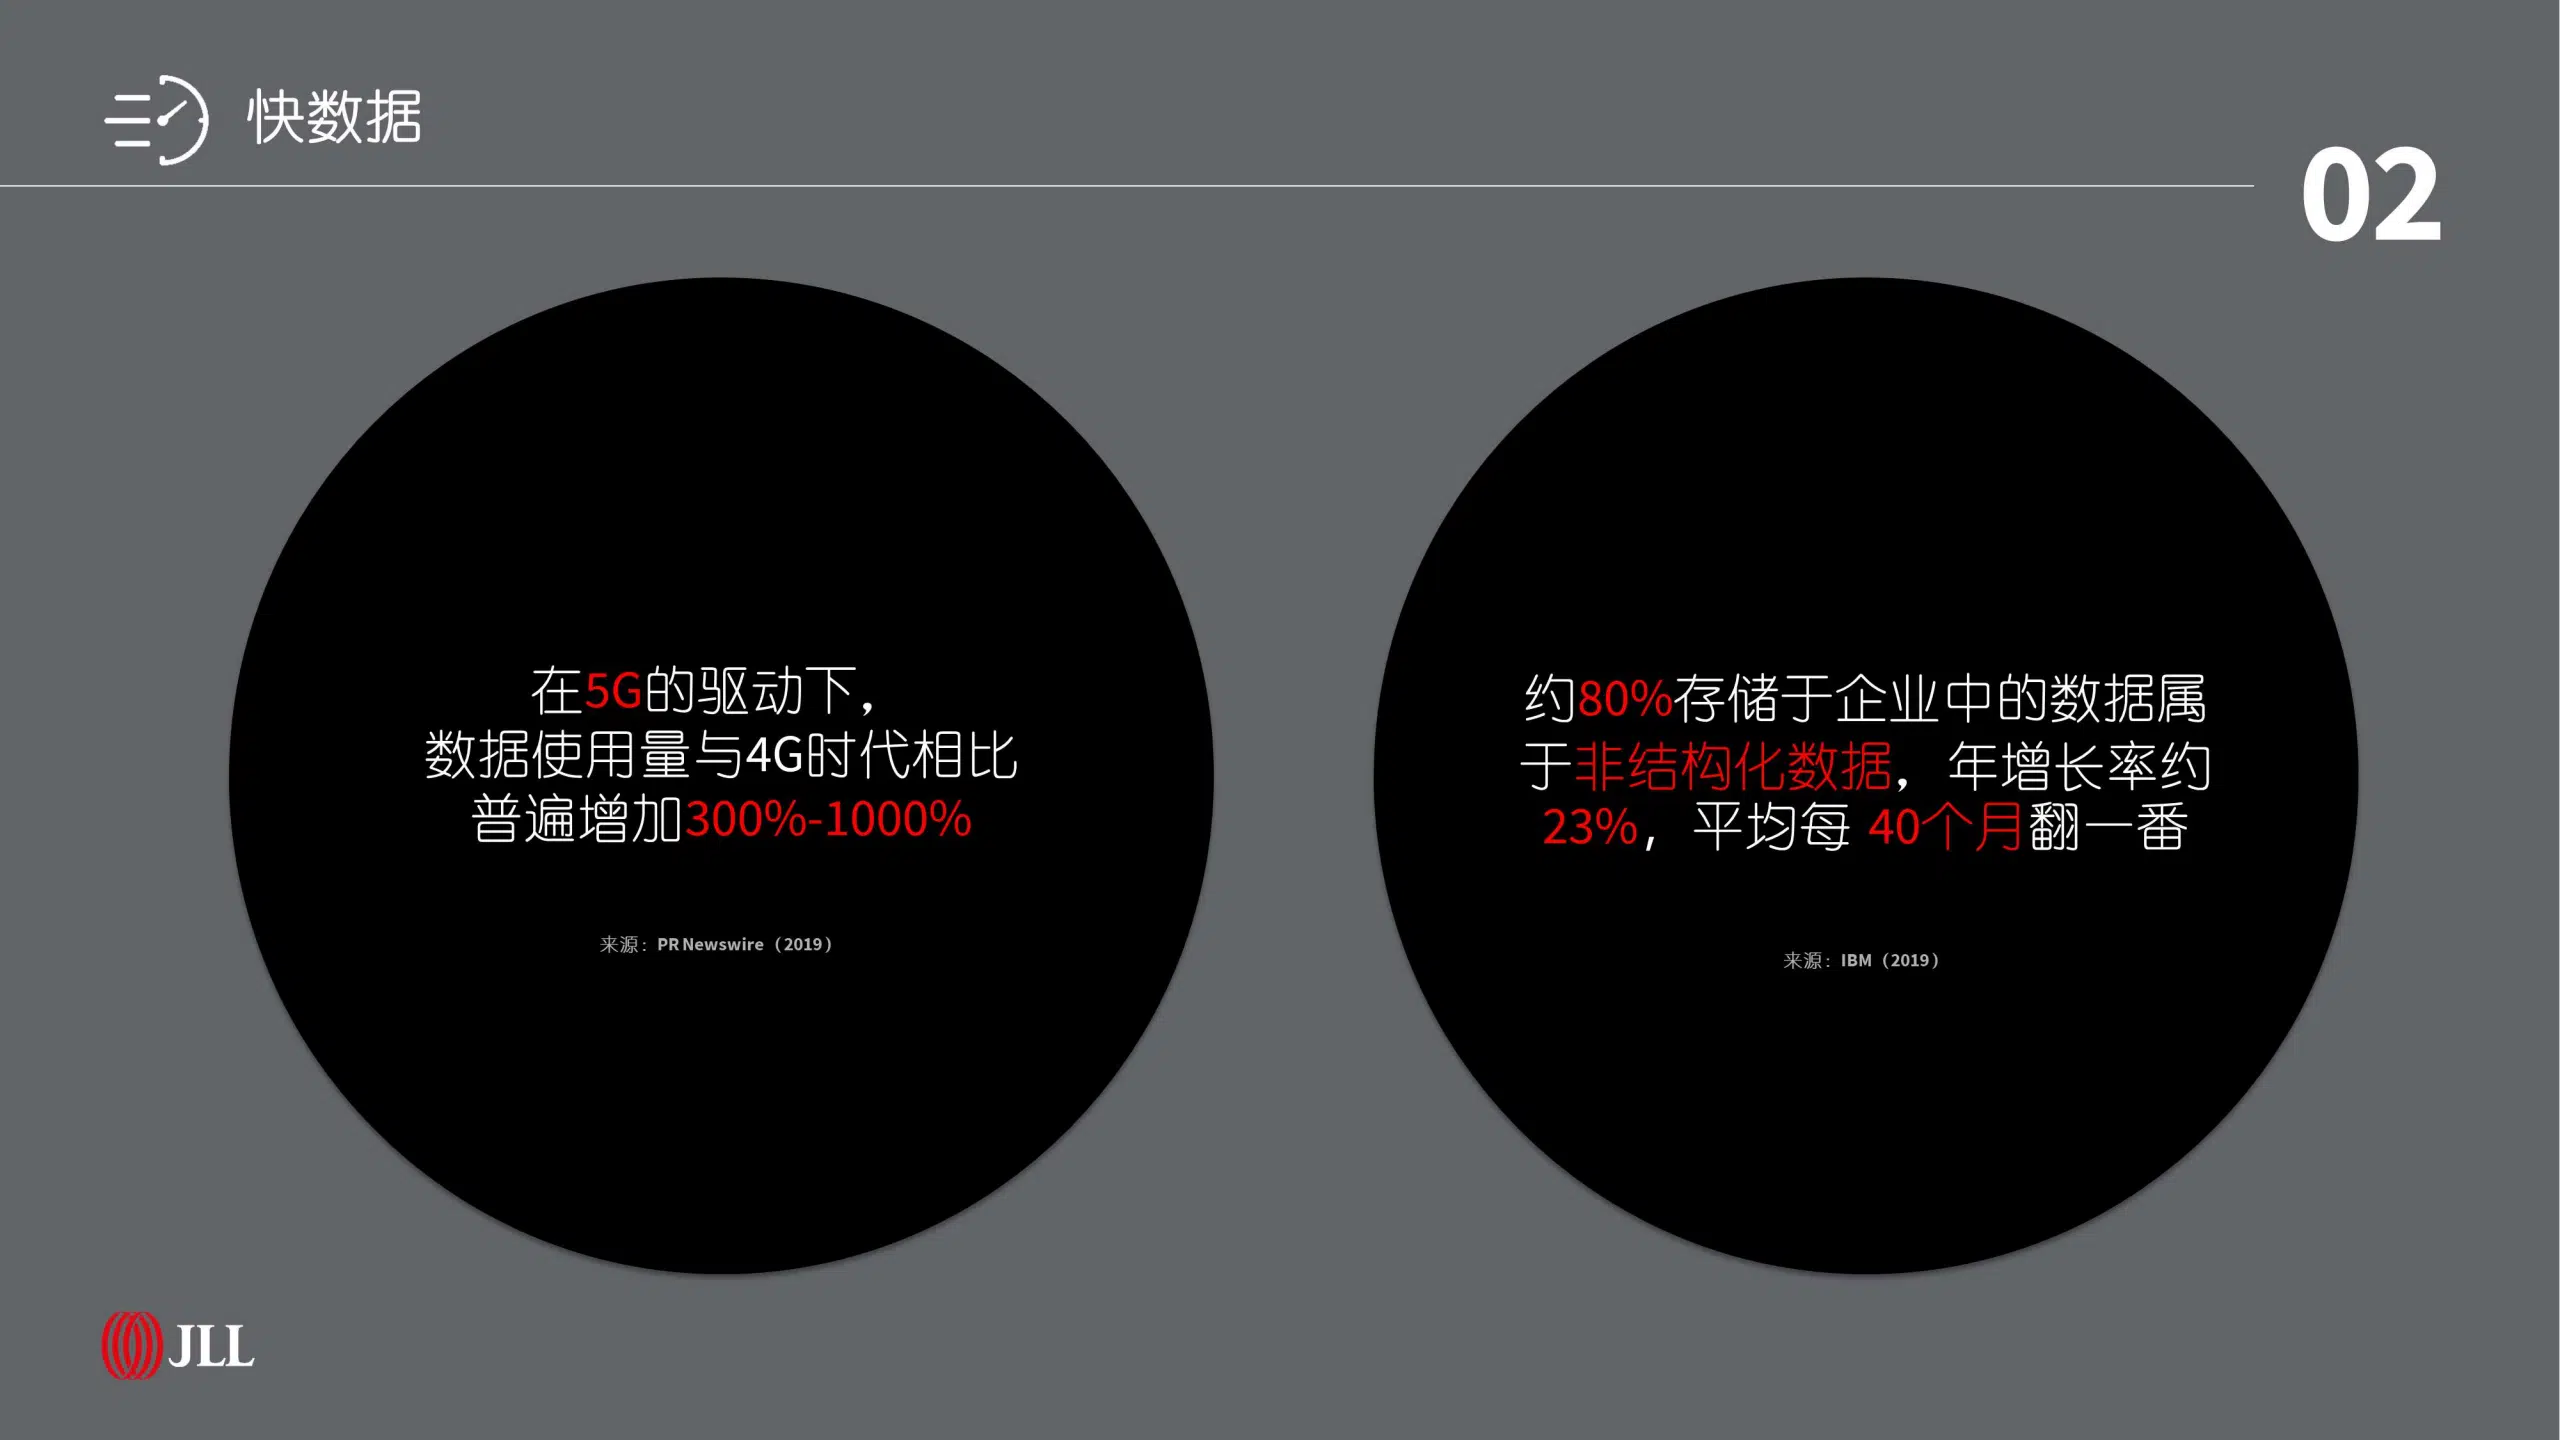 快数据
02
在5G的驱动下，
数据使用量与4G时代相比
普遍增加300%-1000%
来源：PR Newswire（2019）
约80%存储于企业中的数据属
于非结构化数据，年增长率约
23%，平均每 40个月翻一番
来源：IBM（2019）
JLL